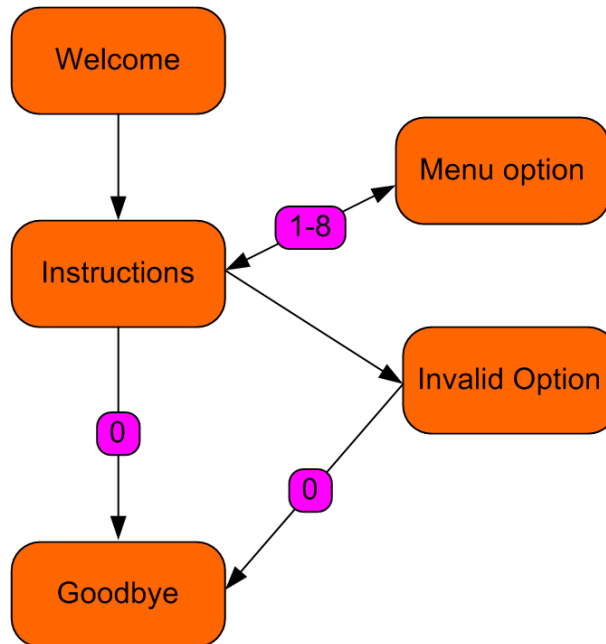 Welcome
Menu option
1-8
Instructions
Invalid Option
0
0
Goodbye